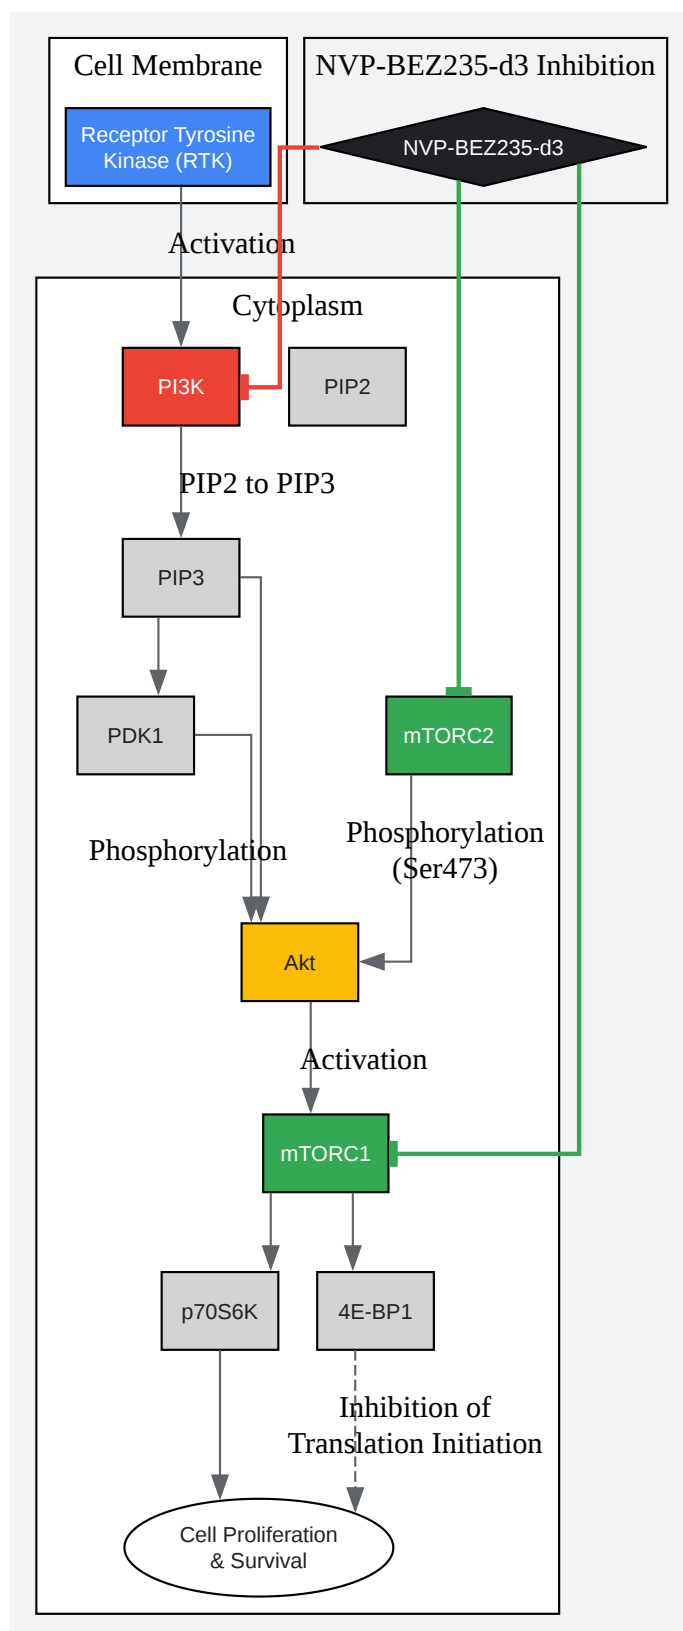 Cell Membrane
NVP-BEZ235-d3 Inhibition
Receptor Tyrosine
Kinase (RTK)
NVP-BEZ235-d3
Activation
Cytoplasm
PI3K
PIP2
PIP2 to PIP3
PIP3
PDK1
mTORC2
Phosphorylation
Phosphorylation
(Ser473)
Akt
Activation
mTORC1
p70S6K
4E-BP1
Inhibition of
Translation Initiation
Cell Proliferation
& Survival